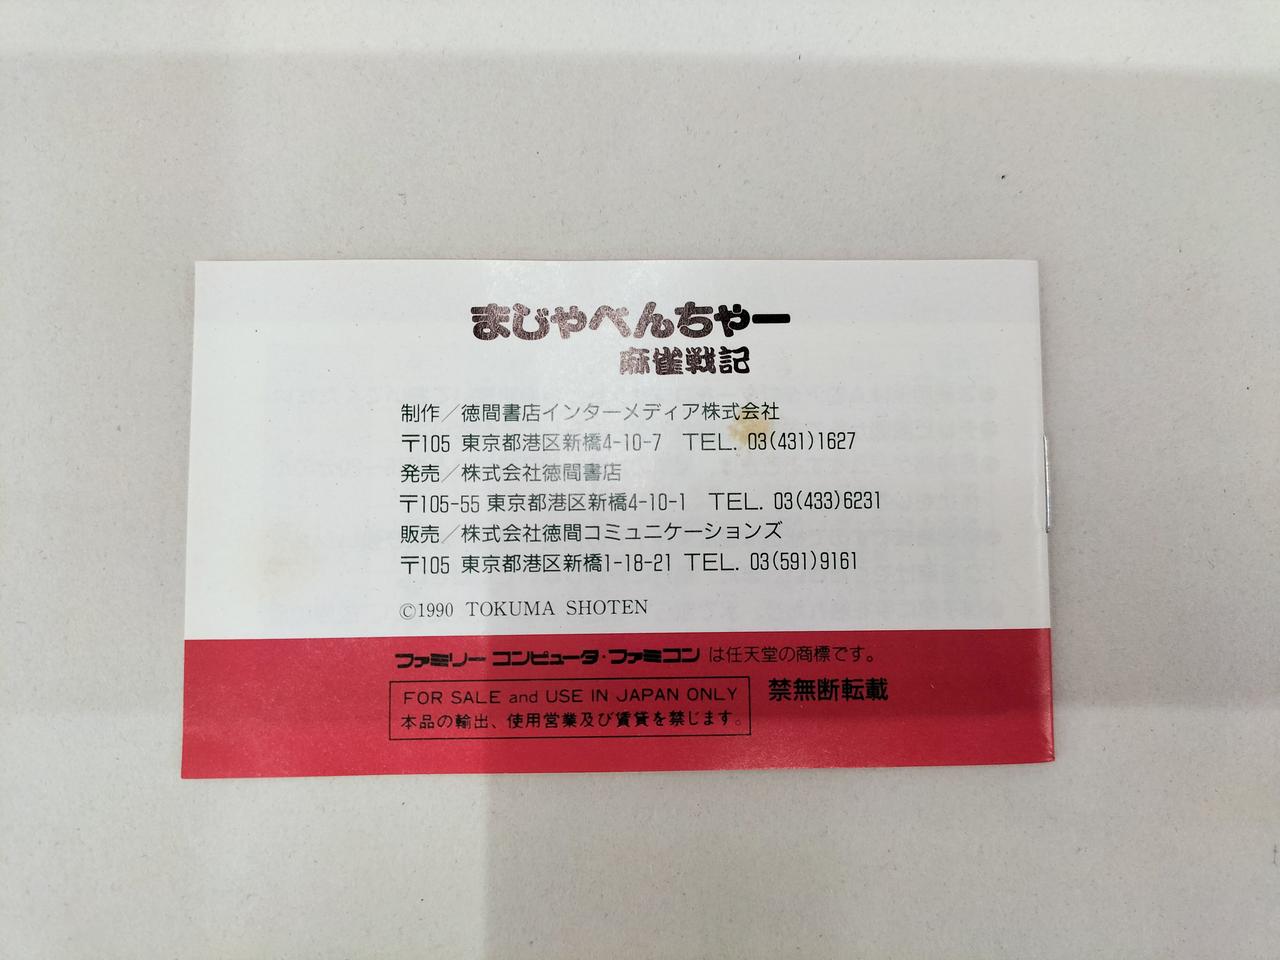 まじゃべんちゃー
麻雀戦記
制作／徳間書店インターメディア株式会社
〒105 東京都港区新橋4-10-7 TEL. 03(431)1627
発売／株式会社徳間書店
〒105-55 東京都港区新橋4-10-1 TEL. 03(433)6231
販売／株式会社徳間コミュニケーションズ
〒105 東京都港区新橋1-18-21 TEL. 03(591)9161
©1990 TOKUMA SHOTEN
ファミリーコンピュータ・ファミコンは任天堂の商標です。
FOR SALE and USE IN JAPAN ONLY
本品の輸出、使用営業及び賃貸を禁じます。
禁無断転載